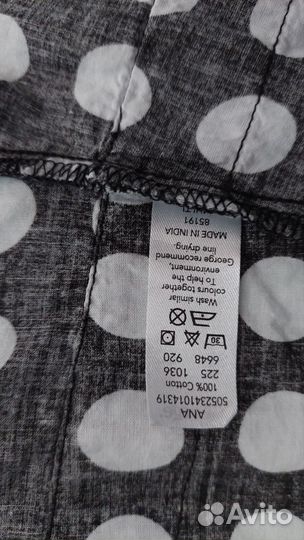 ANA
5052341014319
100% Cotton
225 1036
6648 920
30
Wash similar
colours together
To help the
environment,
George recommend
line drying.
MADE IN INDIA
85191
Avito